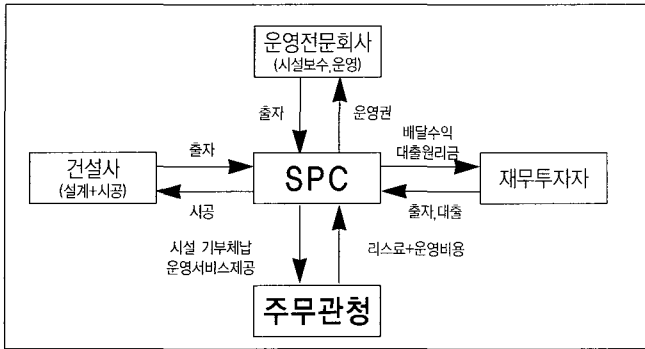 운영전문회사
(시설보수,운영)
출자
운영권
배달수익
대출원리금
건설사
(설계+시공)
출자
시공
SPC
재무투자자
출자,대출
시설 기부체납
운영서비스제공
리스료+운영비용
주무관청